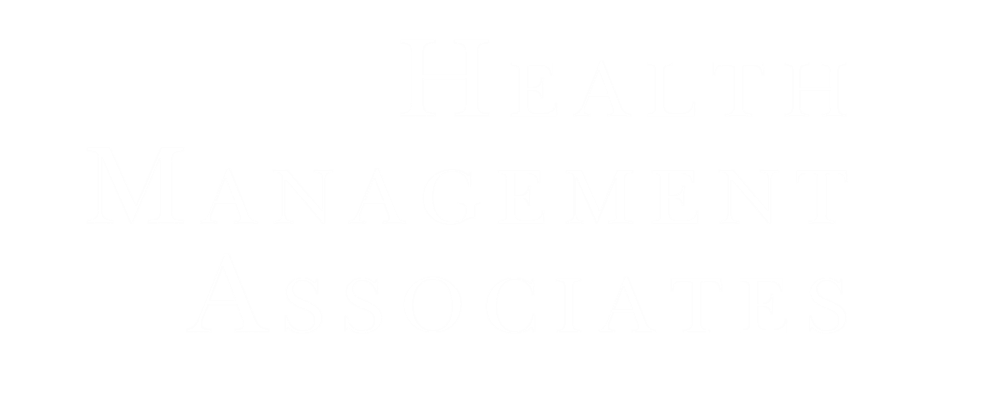 HEALTH
MANAGEMENT
ASSOCIATES